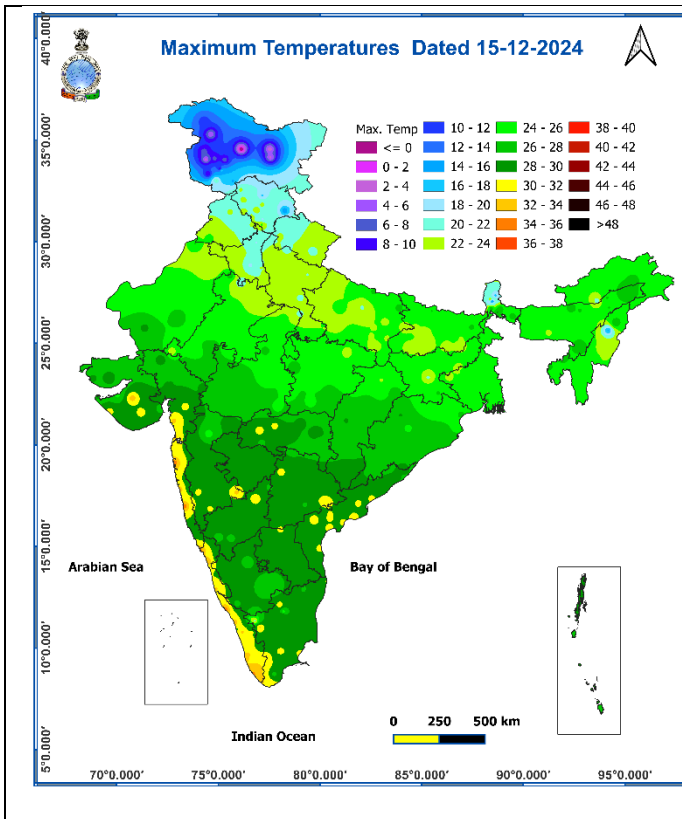 Maximum Temperatures Dated 15-12-2024
Max. Temp
<= 0
0 - 2
2 - 4
4 - 6
6 - 8
8 - 10
10 - 12
12 - 14
14 - 16
16 - 18
18 - 20
20 - 22
22 - 24
24 - 26
26 - 28
28 - 30
30 - 32
32 - 34
34 - 36
36 - 38
38 - 40
40 - 42
42 - 44
44 - 46
46 - 48
>48
40°0.000'
35°0.000'
30°0.000'
25°0.000'
20°0.000'
15°0.000'
10°0.000'
5°0.000'
Arabian Sea
Bay of Bengal
Indian Ocean
0 250 500 km
70°0.000' 75°0.000' 80°0.000' 85°0.000' 90°0.000' 95°0.000'